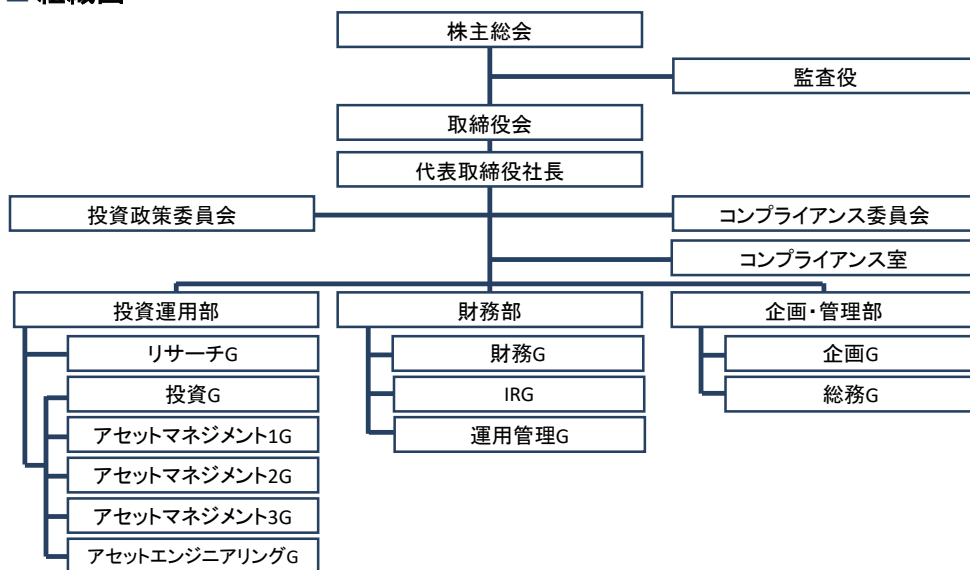 株主総会
監査役
取締役会
代表取締役社長
投資政策委員会
コンプライアンス委員会
コンプライアンス室
投資運用部
財務部
企画・管理部
リサーチG
財務G
企画G
投資G
IRG
総務G
アセットマネジメント1G
運用管理G
アセットマネジメント2G
アセットマネジメント3G
アセットエンジニアリングG